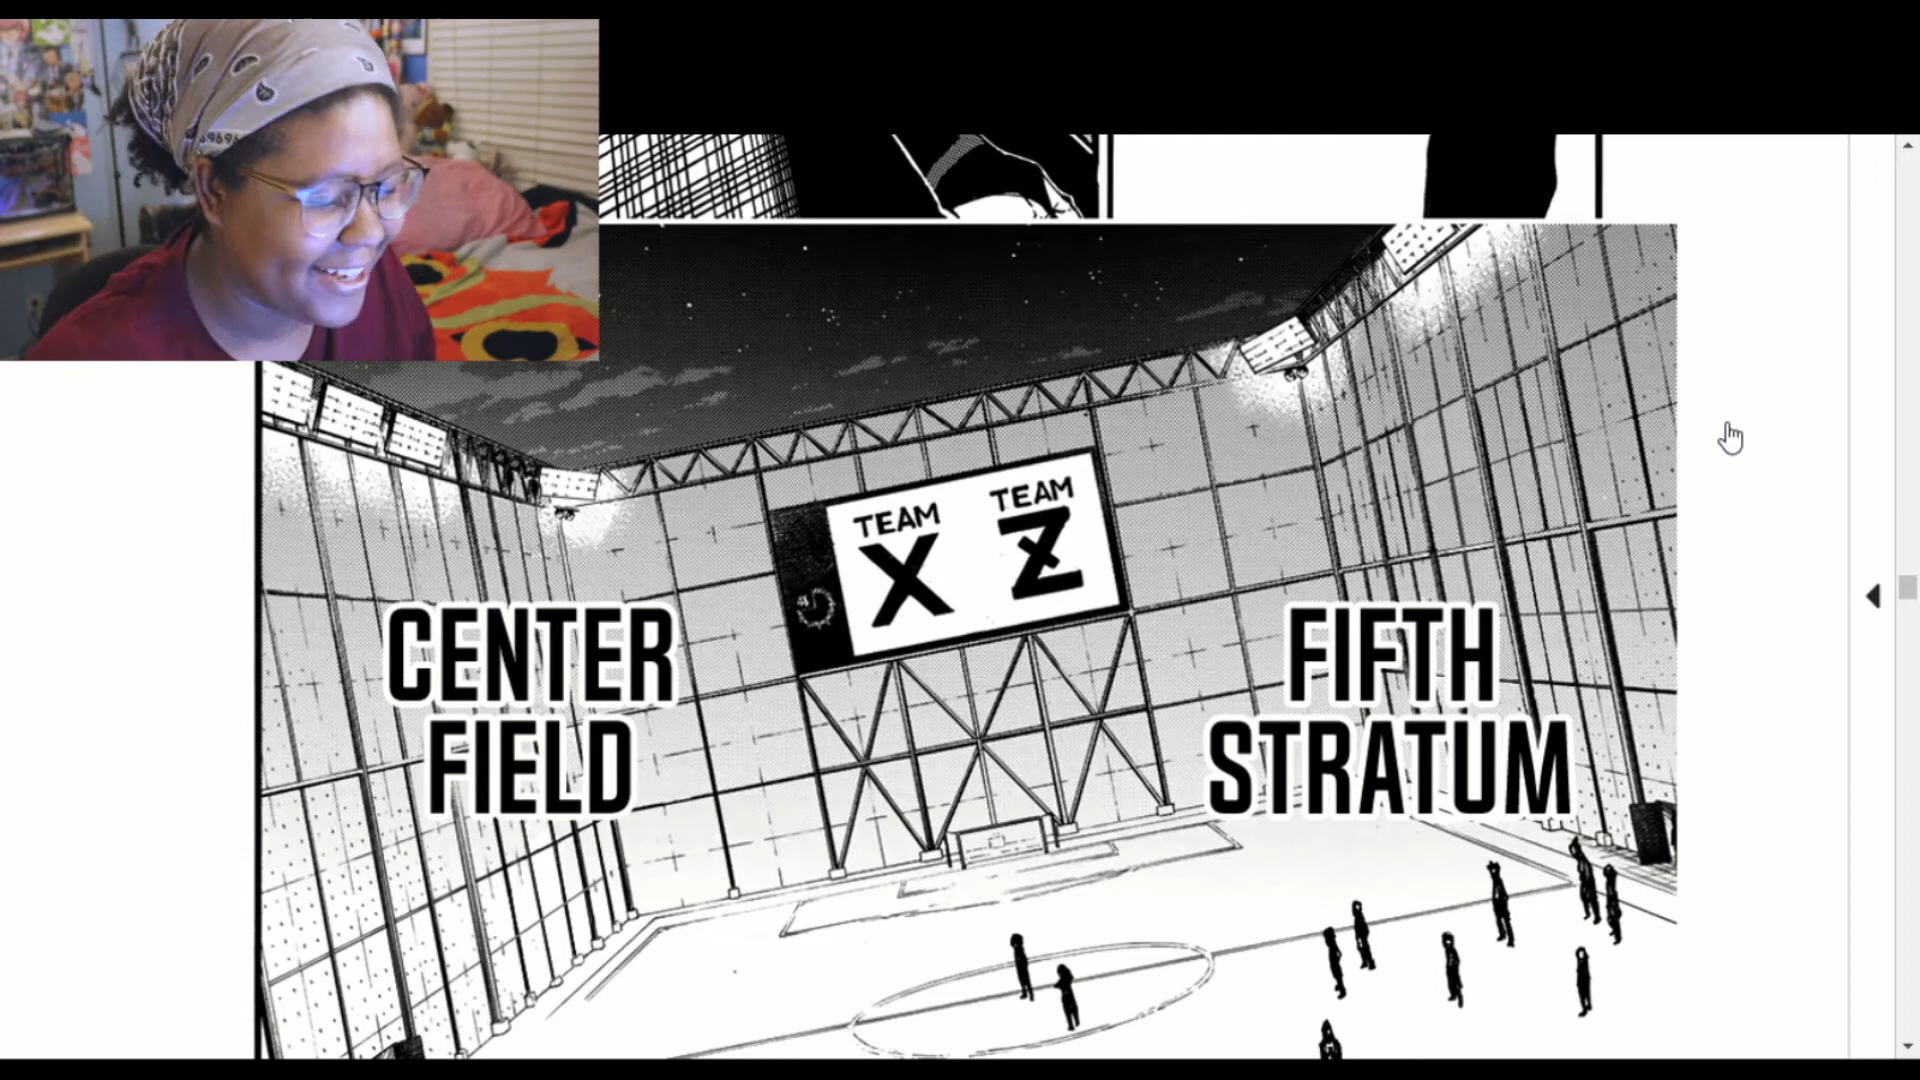 TEAM
X
TEAM
Z
CENTER
FIELD
FIFTH
STRATUM